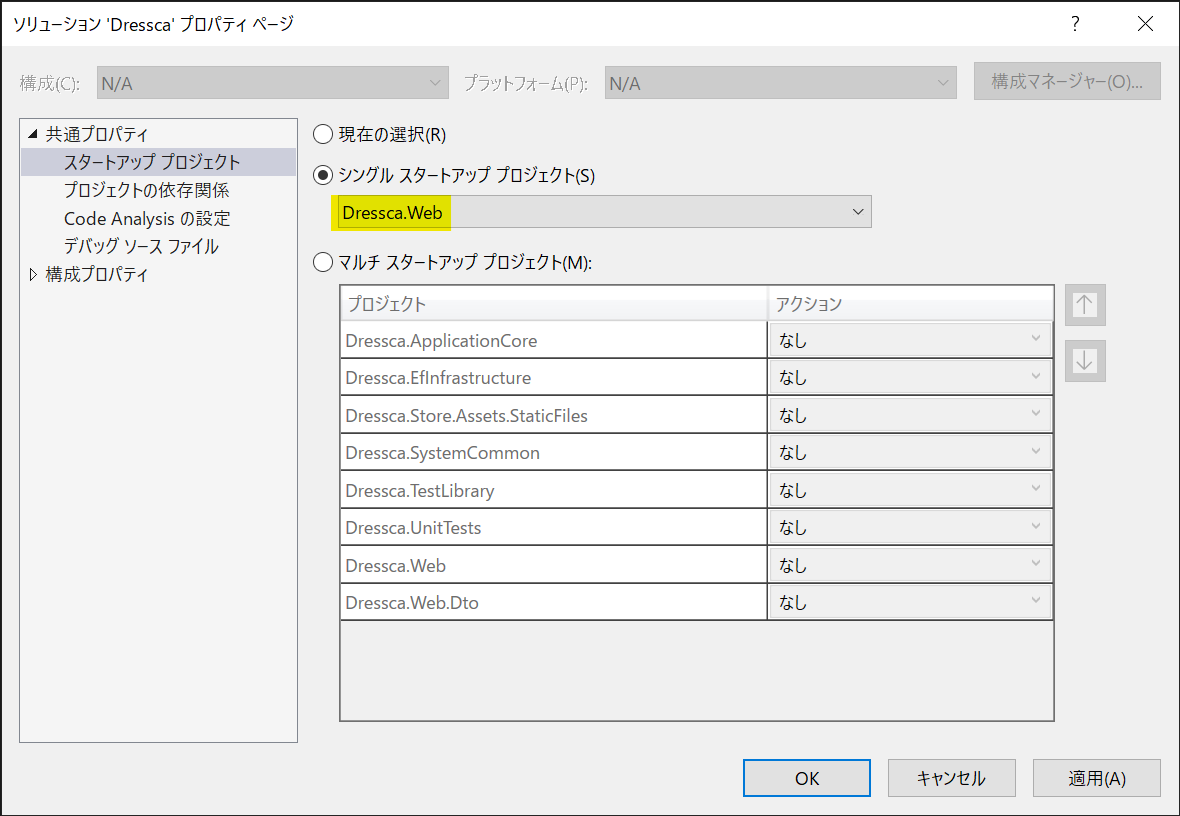 ソリューション 'Dressca' プロパティ ページ
?
構成(C): N/A プラットフォーム(P): N/A 構成マネージャー(O)...
共通プロパティ
スタートアップ プロジェクト
プロジェクトの依存関係
Code Analysis の設定
デバッグ ソース ファイル
構成プロパティ
現在の選択(R)
シングル スタートアップ プロジェクト(S)
Dressca.Web
マルチ スタートアップ プロジェクト(M):
プロジェクト アクション
Dressca.ApplicationCore なし
Dressca.EfInfrastructure なし
Dressca.Store.Assets.StaticFiles なし
Dressca.SystemCommon なし
Dressca.TestLibrary なし
Dressca.UnitTests なし
Dressca.Web なし
Dressca.Web.Dto なし
OK キャンセル 適用(A)